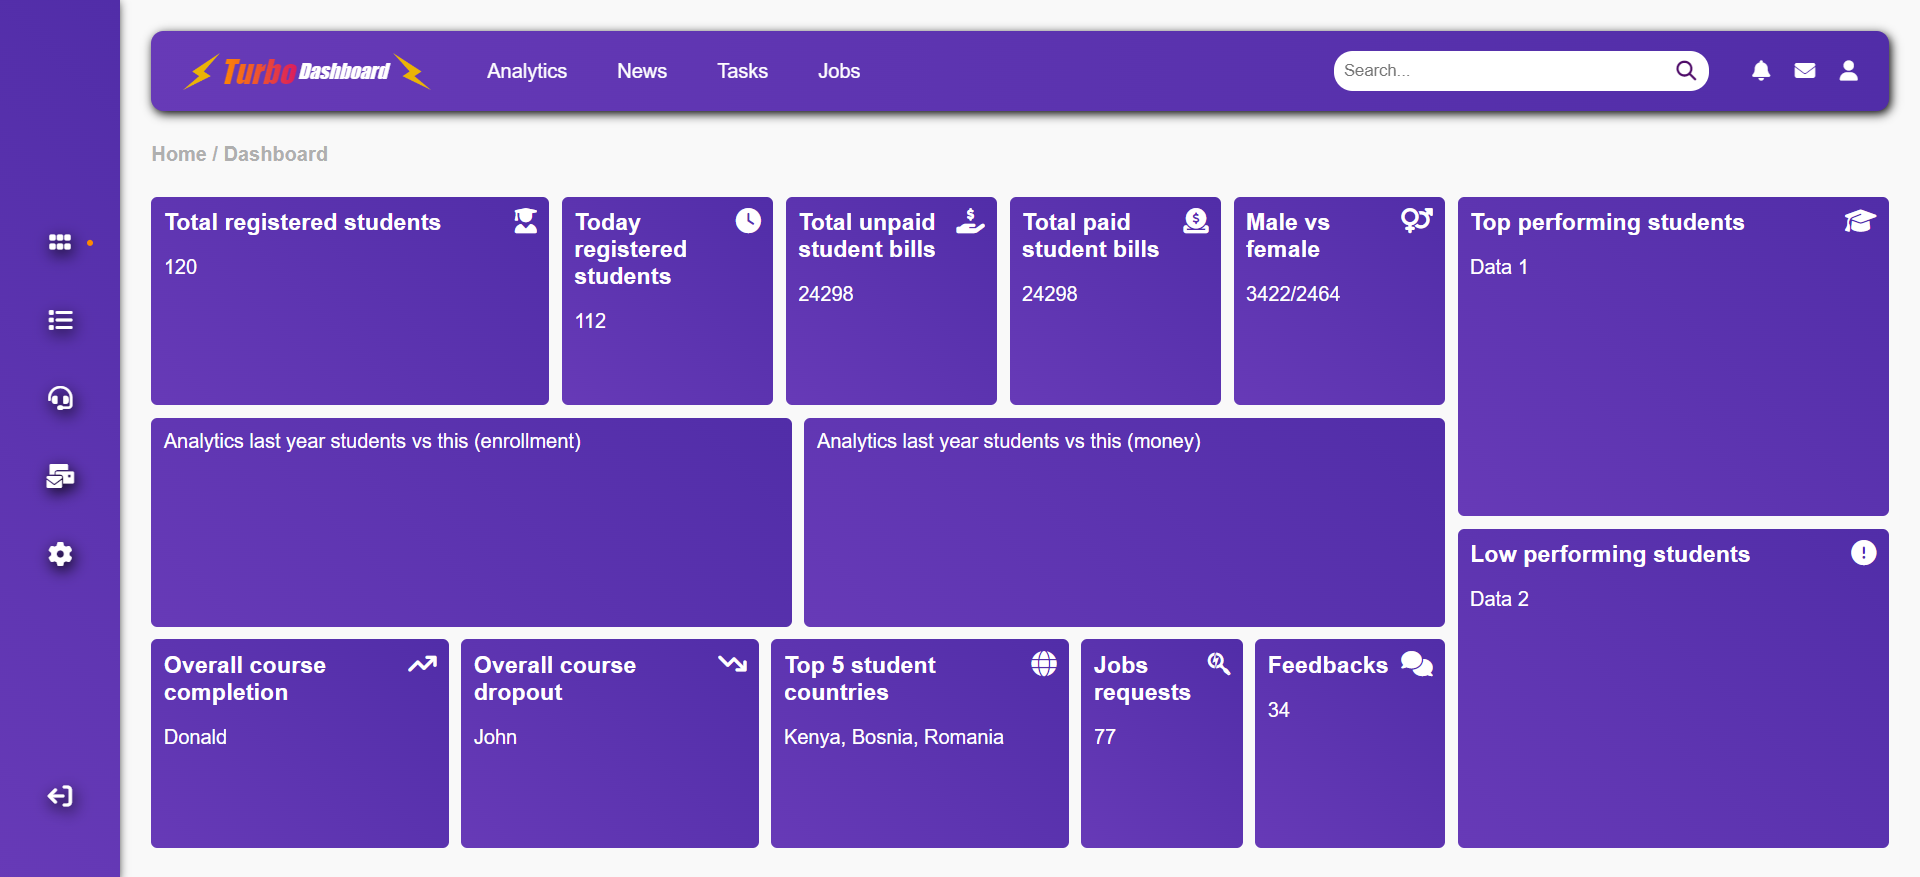 Turbo Dashboard
Analytics
News
Tasks
Jobs
Search...
Home / Dashboard
Total registered students
120
Today
registered
students
112
Total unpaid
student bills
24298
Total paid
student bills
24298
Male vs
female
3422/2464
Top performing students
Data 1
Analytics last year students vs this (enrollment)
Analytics last year students vs this (money)
Low performing students
Data 2
Overall course
completion
Donald
Overall course
dropout
John
Top 5 student
countries
Kenya, Bosnia, Romania
Jobs
requests
77
Feedbacks
34